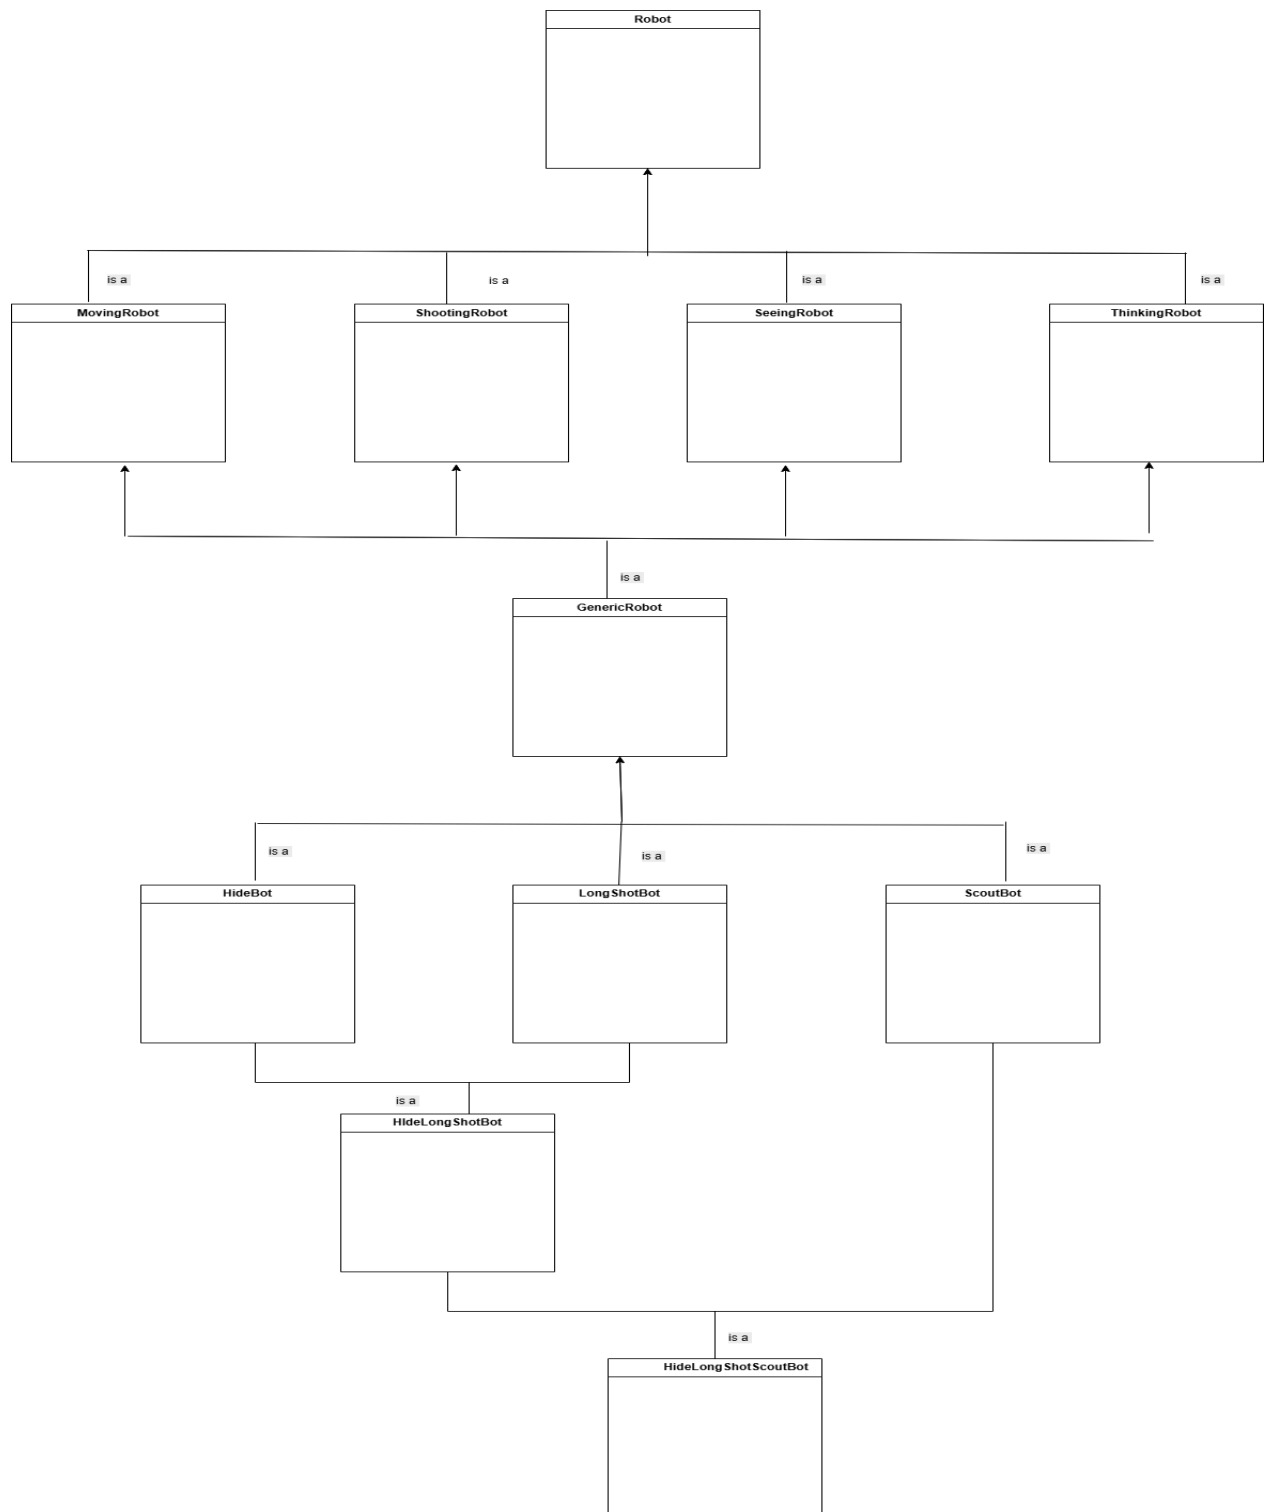 Robot
is a
is a
is a
is a
MovingRobot
ShootingRobot
SeeingRobot
ThinkingRobot
is a
GenericRobot
is a
is a
is a
HideBot
LongShotBot
ScoutBot
is a
HIdeLongShotBot
is a
HideLongShotScoutBot